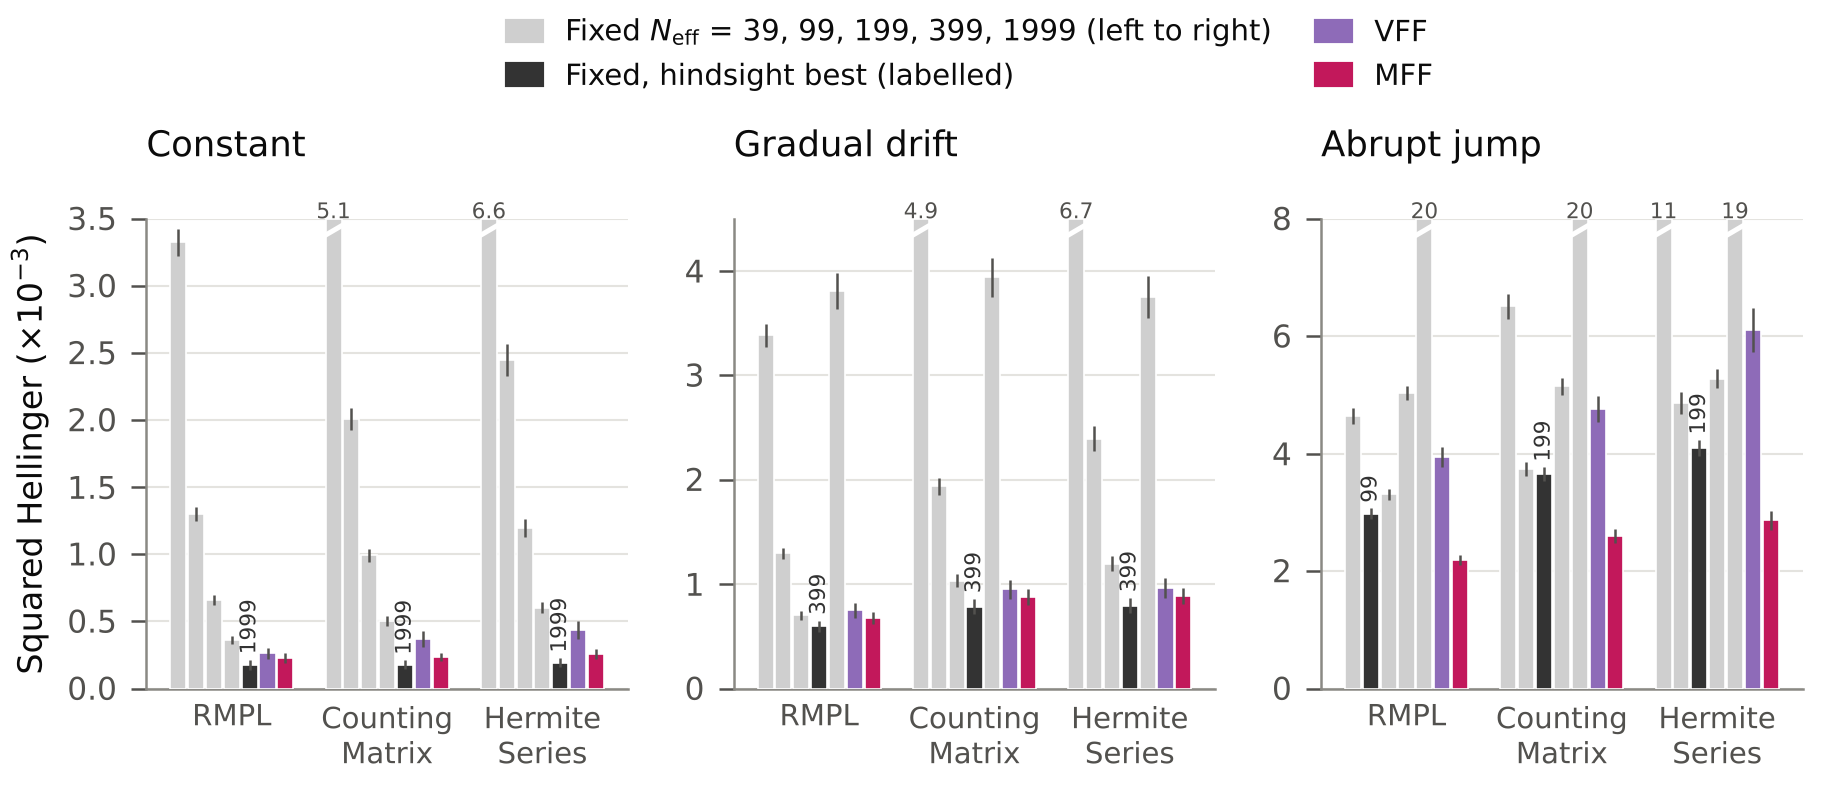 Fixed N_eff = 39, 99, 199, 399, 1999 (left to right)
VFF
Fixed, hindsight best (labelled)
MFF
Constant
Gradual drift
Abrupt jump
Squared Hellinger (×10⁻³)
3.5
3.0
2.5
2.0
1.5
1.0
0.5
0.0
5.1
6.6
1999
1999
1999
RMPL
Counting
Matrix
Hermite
Series
4
3
2
1
0
4.9
6.7
399
399
399
RMPL
Counting
Matrix
Hermite
Series
8
6
4
2
0
20
20
11
19
99
199
199
RMPL
Counting
Matrix
Hermite
Series